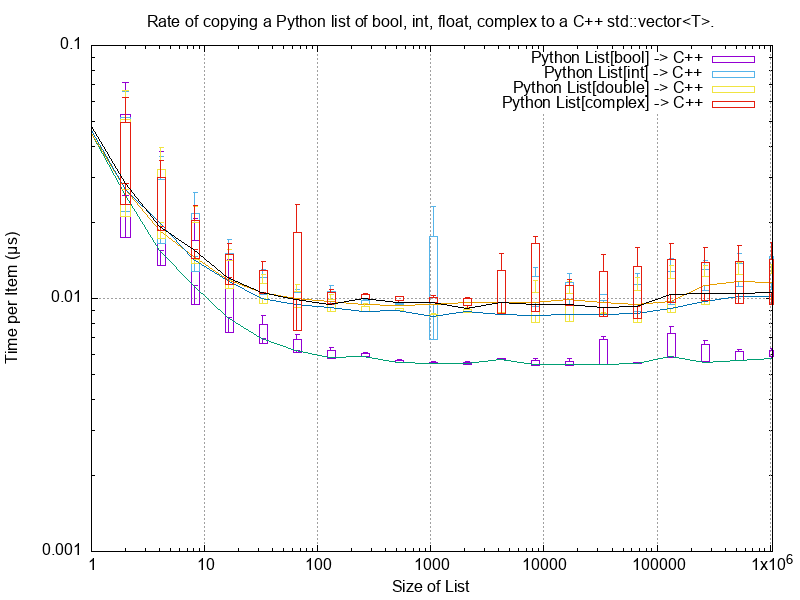 Rate of copying a Python list of bool, int, float, complex to a C++ std::vector<T>.
0.1
Python List[bool] -> C++
Python List[int] -> C++
Python List[double] -> C++
Python List[complex] -> C++
Time per Item (µs)
0.01
0.001
1 10 100 1000 10000 100000 1x10⁶
Size of List